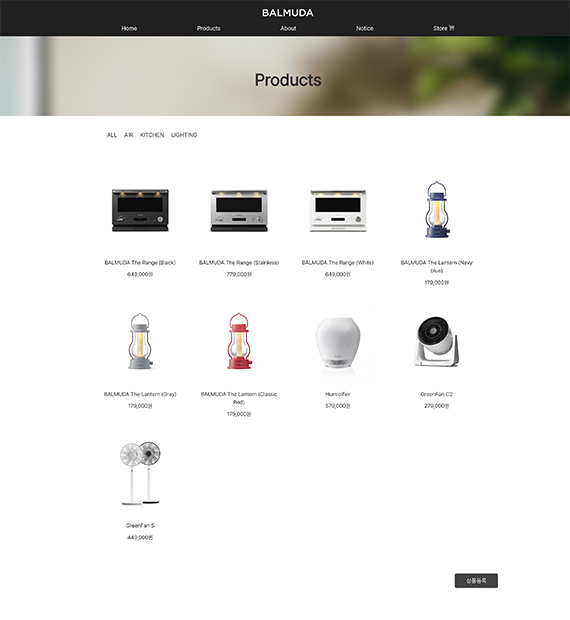 BALMUDA
Home Products About Notice Store
Products
ALL AIR KITCHEN LIGHTING
BALMUDA The Range (Black)
649,000원
BALMUDA The Range (Stainless)
779,000원
BALMUDA The Range (White)
649,000원
BALMUDA The Lantern (Navy
blue)
179,000원
BALMUDA The Lantern (Gray)
179,000원
BALMUDA The Lantern (Classic
Red)
179,000원
Humidifier
579,000원
GreenFan C2
279,000원
GreenFan S
449,000원
상품등록